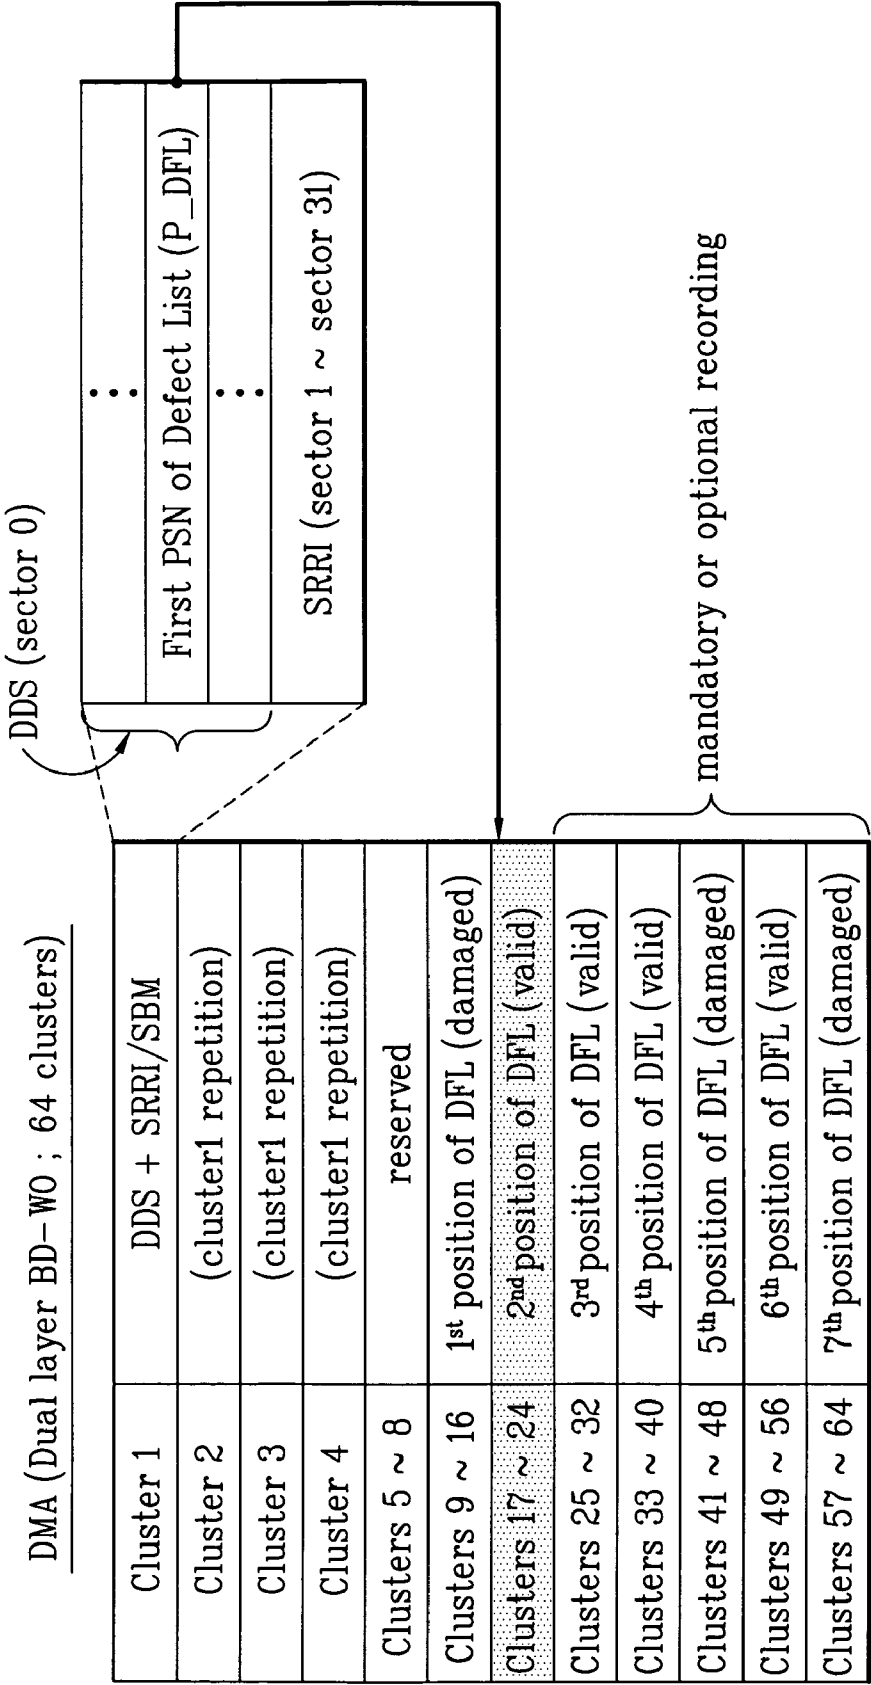 DMA (Dual layer BD-WO ; 64 clusters)
Cluster 1 DDS + SRRI/SBM
Cluster 2 (cluster1 repetition)
Cluster 3 (cluster1 repetition)
Cluster 4 (cluster1 repetition)
Clusters 5 ~ 8 reserved
Clusters 9 ~ 16 1st position of DFL (damaged)
Clusters 17 ~ 24 2nd position of DFL (valid)
Clusters 25 ~ 32 3rd position of DFL (valid)
Clusters 33 ~ 40 4th position of DFL (valid)
Clusters 41 ~ 48 5th position of DFL (damaged)
Clusters 49 ~ 56 6th position of DFL (valid)
Clusters 57 ~ 64 7th position of DFL (damaged)
DDS (sector 0)
First PSN of Defect List (P_DFL)
SRRI (sector 1 ~ sector 31)
mandatory or optional recording